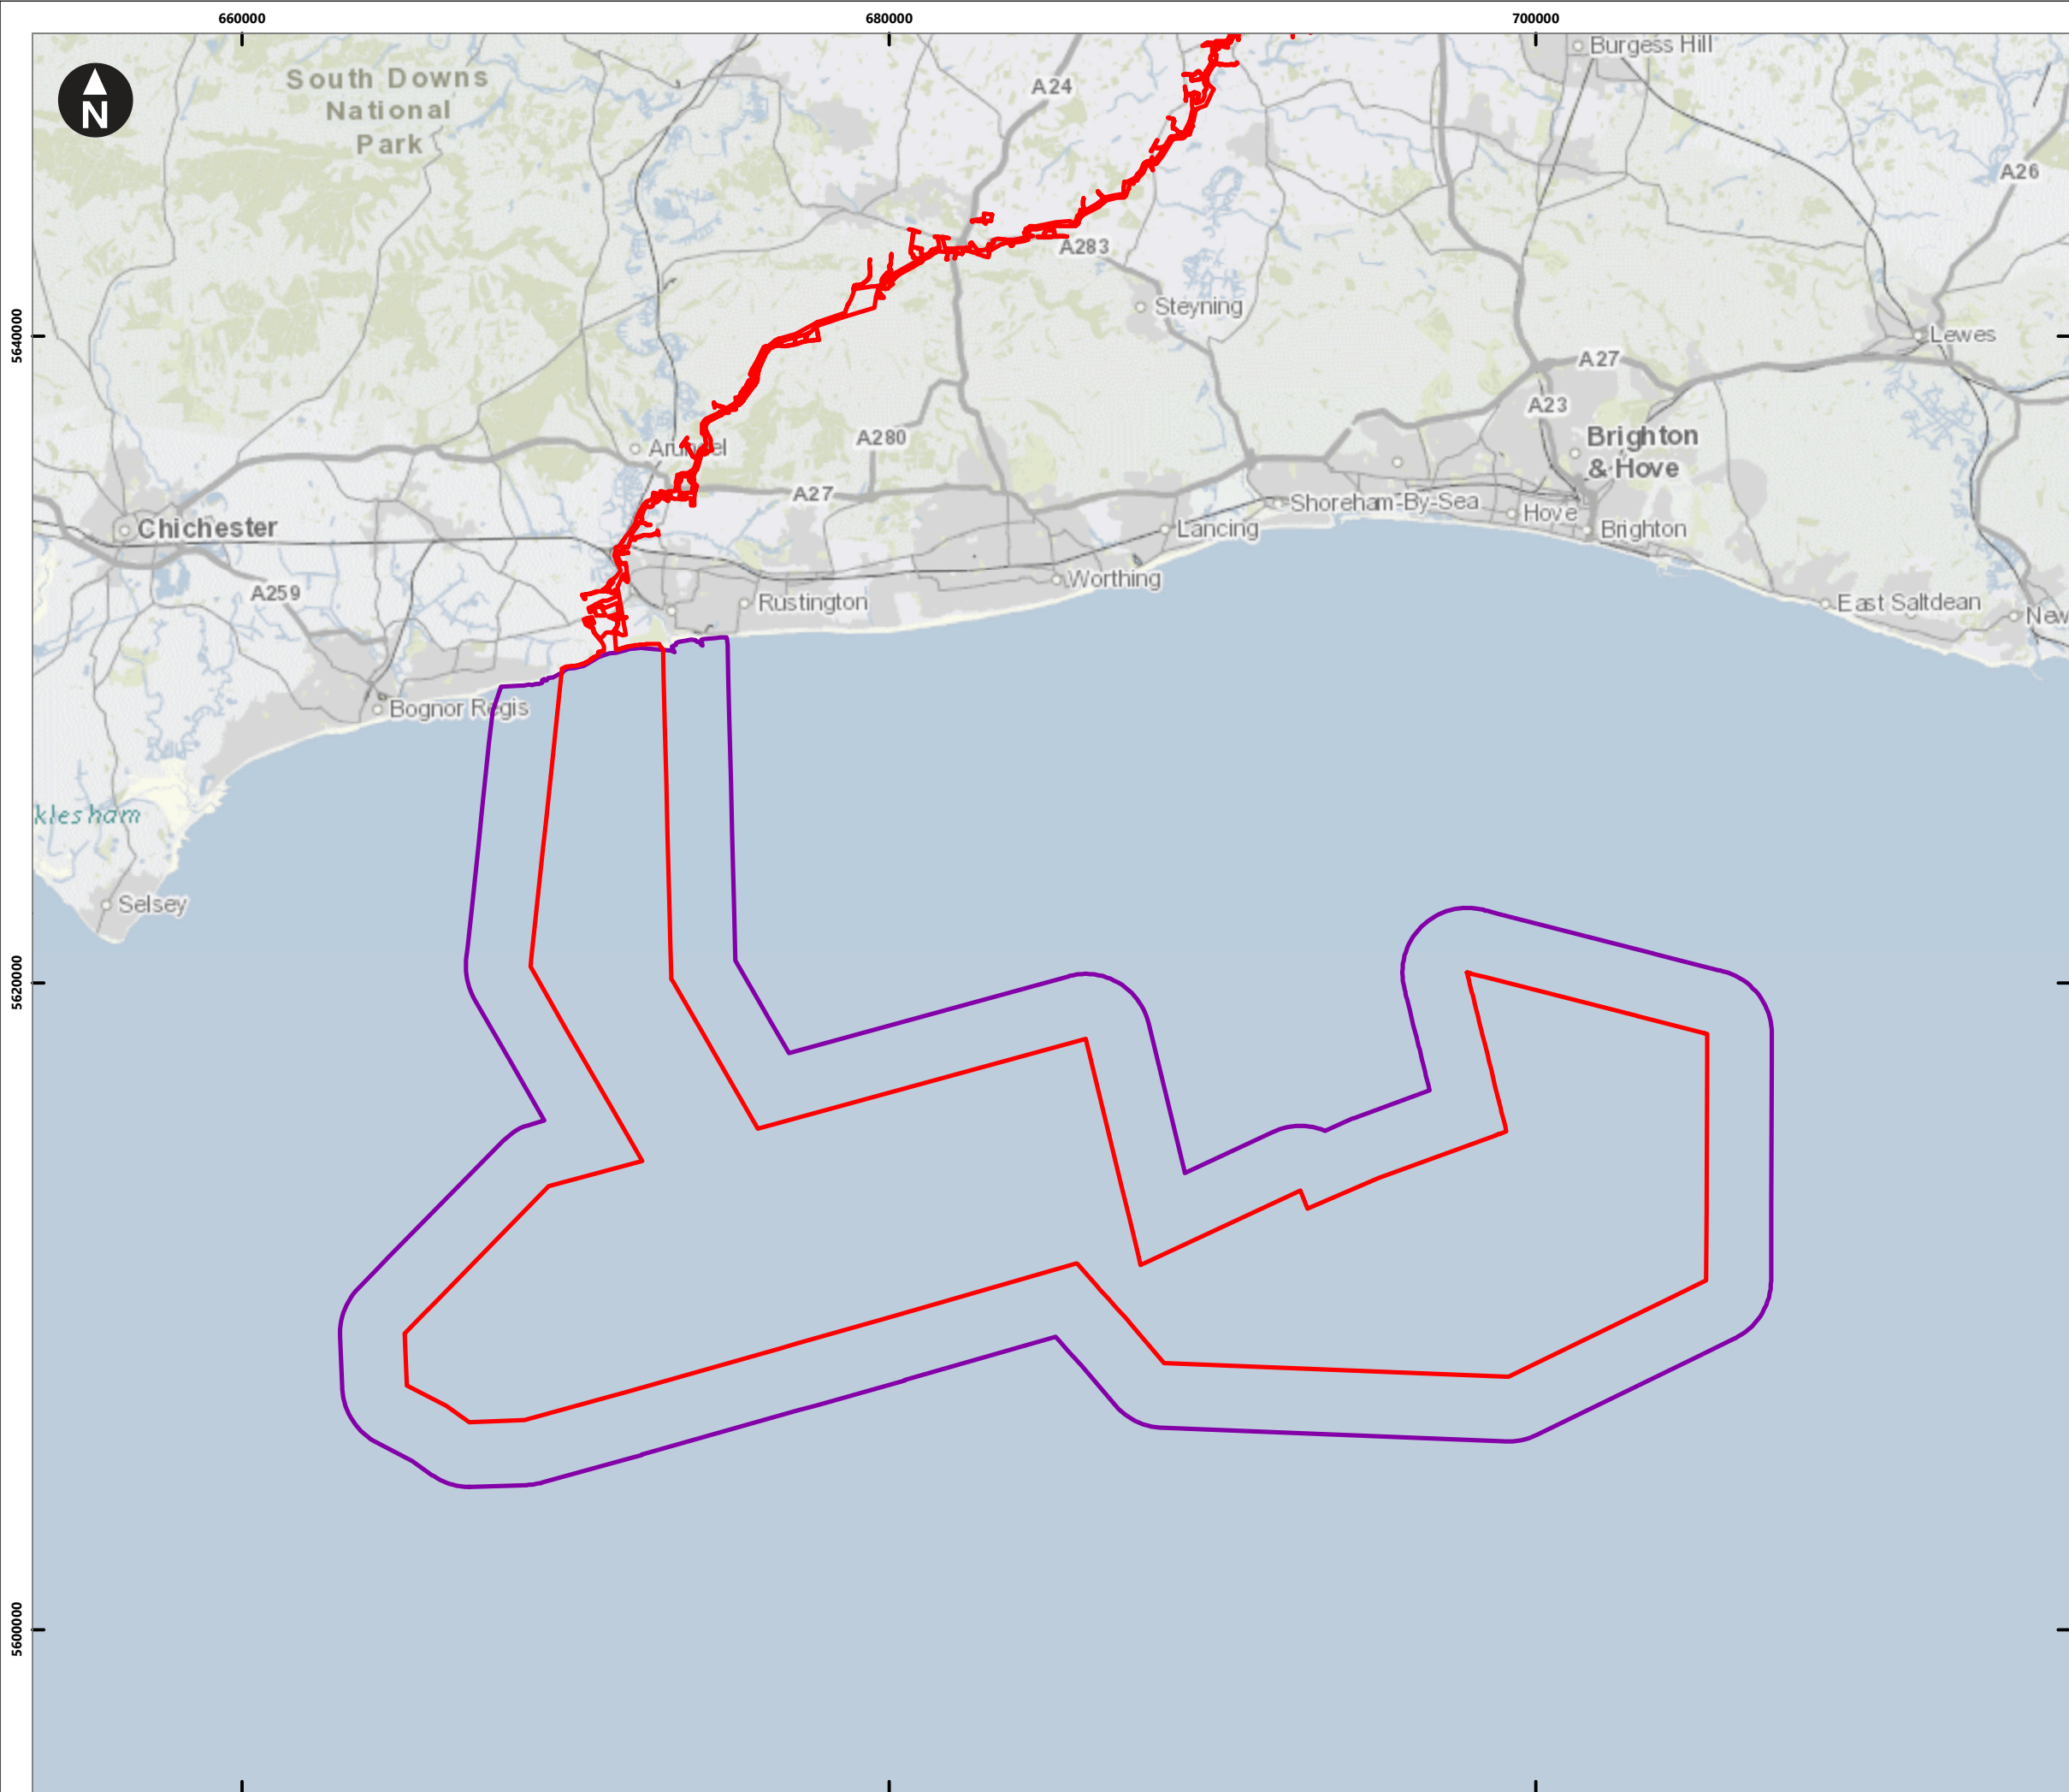 660000
680000
700000
N
South Downs
National
Park
A24
Burgess Hill
A26
A283
Steyning
5640000
Lewes
A27
A23
Arundel
A280
Brighton
& Hove
A27
Chichester
Shoreham-By-Sea
Hove
Lancing
Brighton
A259
Worthing
Rustington
East Saltdean
New
Bognor Regis
klesham
Selsey
5620000
5600000